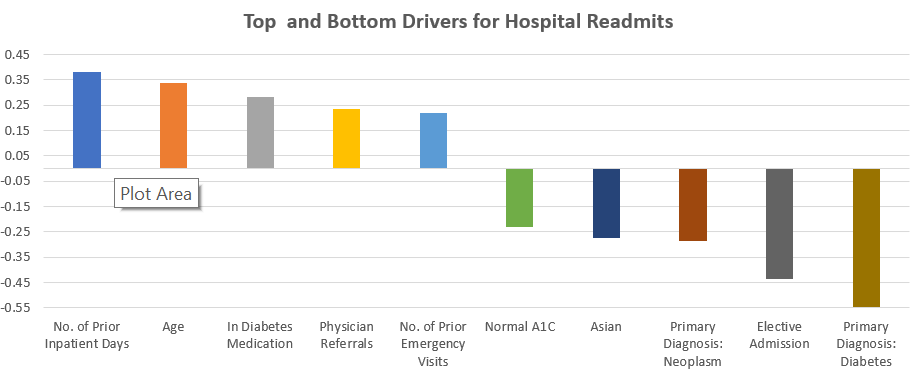 Top  and Bottom Drivers for Hospital Readmits
0.45
0.35
0.25
0.15
0.05
-0.05
-0.15
-0.25
-0.35
-0.45
-0.55
Plot Area
No. of Prior
Inpatient Days
Age
In Diabetes
Medication
Physician
Referrals
No. of Prior
Emergency
Visits
Normal A1C
Asian
Primary
Diagnosis:
Neoplasm
Elective
Admission
Primary
Diagnosis:
Diabetes